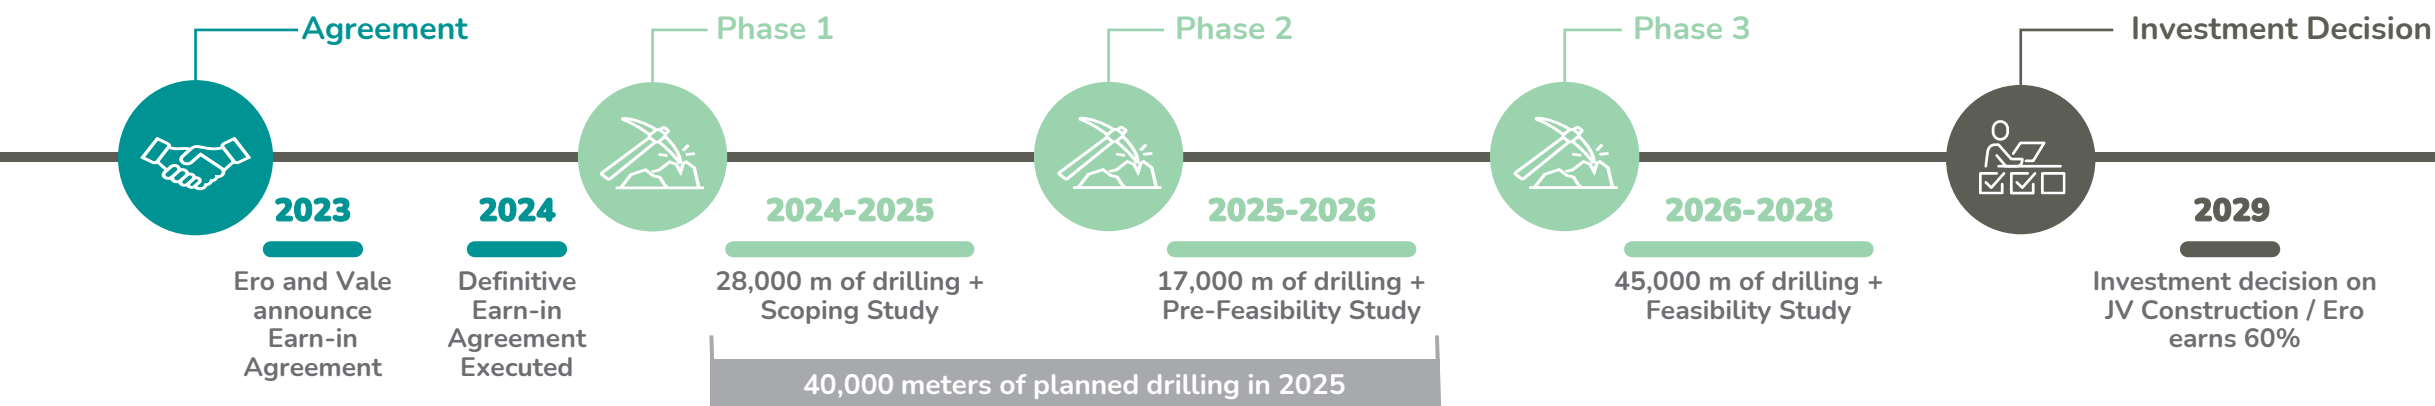 Agreement
Phase 1
Phase 2
Phase 3
Investment Decision
2023
Ero and Vale
announce
Earn-in
Agreement
2024
Definitive
Earn-in
Agreement
Executed
2024-2025
28,000 m of drilling +
Scoping Study
2025-2026
17,000 m of drilling +
Pre-Feasibility Study
40,000 meters of planned drilling in 2025
2026-2028
45,000 m of drilling +
Feasibility Study
2029
Investment decision on
JV Construction / Ero
earns 60%